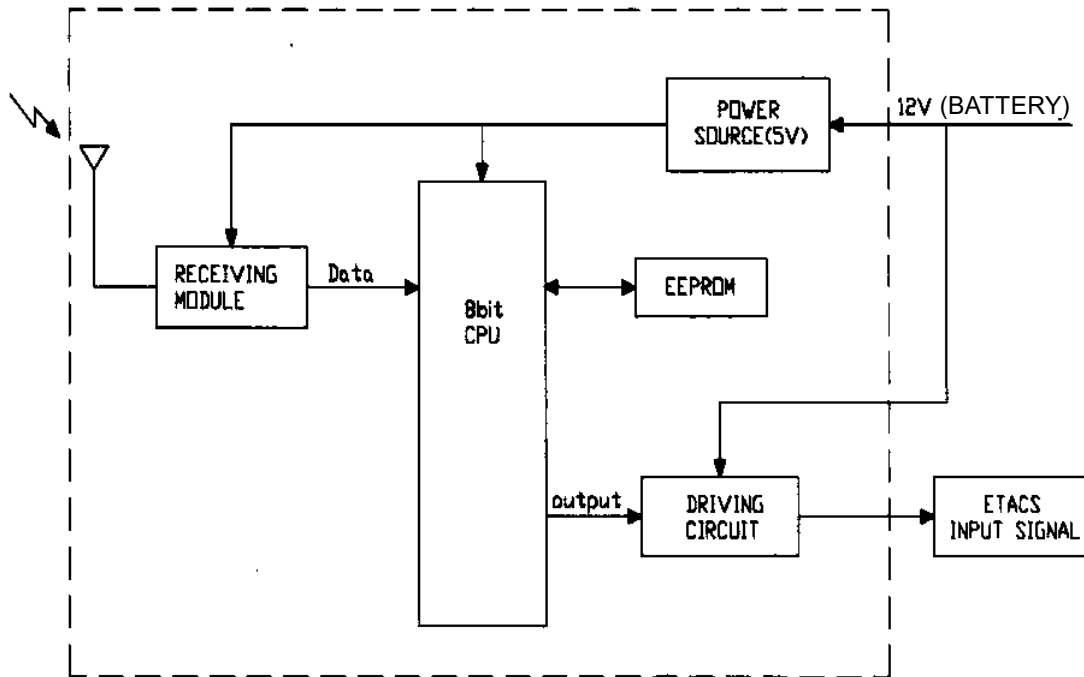 POWER
SOURCE(5V)
12V (BATTERY)
RECEIVING
MODULE
Data
8bit
CPU
EEPROM
output
DRIVING
CIRCUIT
ETACS
INPUT SIGNAL